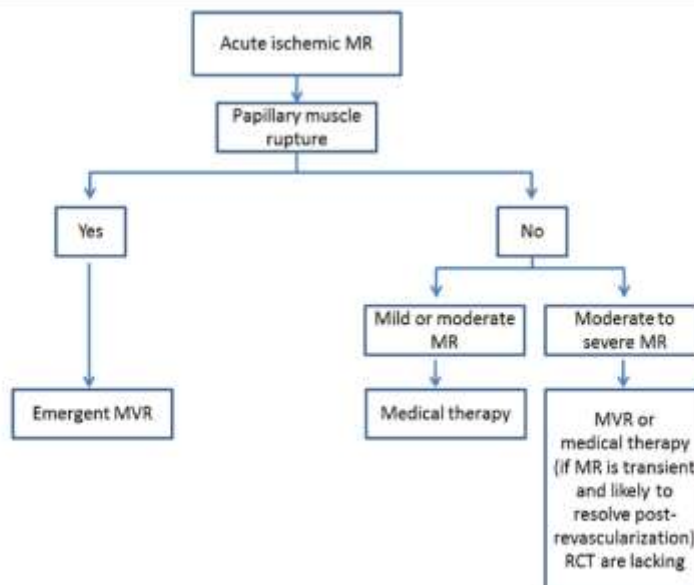 Acute ischemic MR
Papillary muscle
rupture
Yes
No
Mild or moderate
MR
Moderate to
severe MR
Emergent MVR
Medical therapy
MVR or
medical therapy
(if MR is transient
and likely to
resolve post-
revascularization)
RCT are lacking